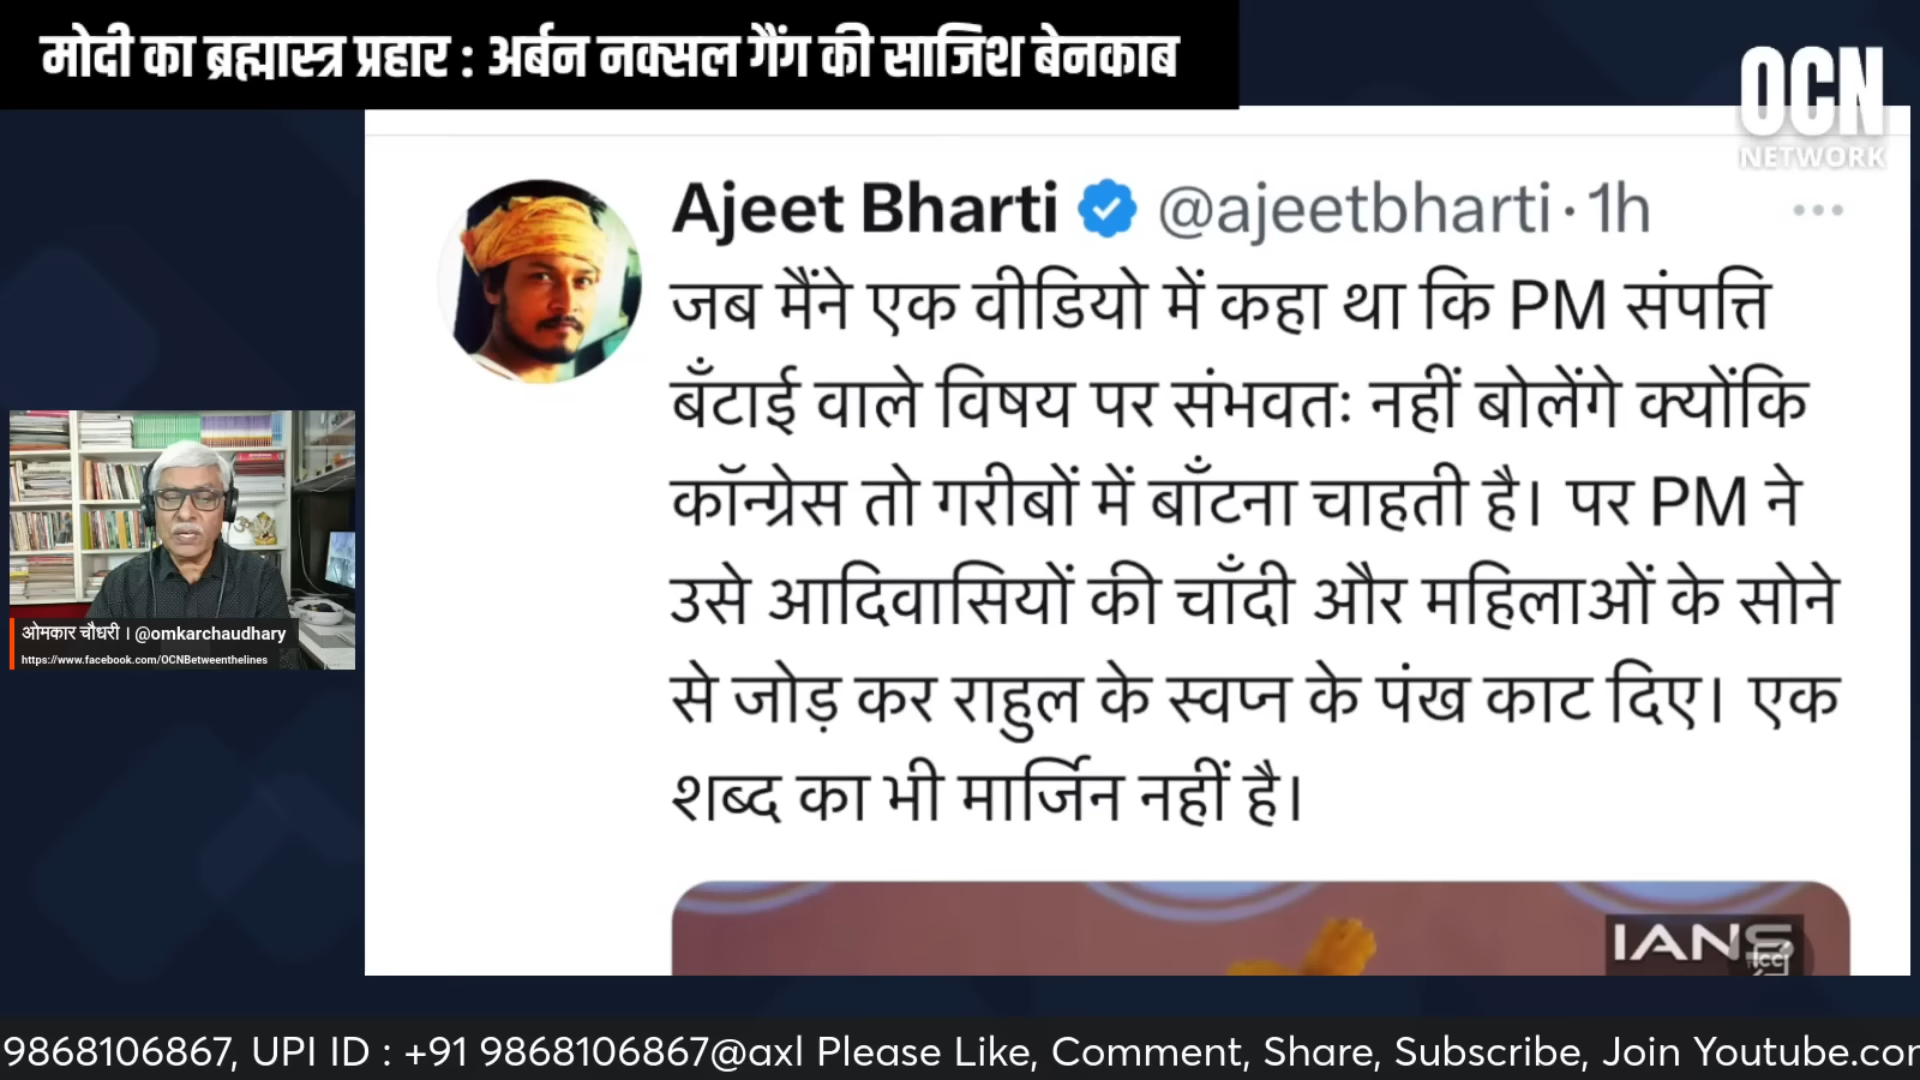 मोदी का ब्रह्मास्त्र प्रहार : अर्बन नक्सल गैंग की साजिश बेनकाब
OCN
NETWORK
Ajeet Bharti @ajeetbharti · 1h
जब मैंने एक वीडियो में कहा था कि PM संपत्ति
बँटाई वाले विषय पर संभवतः नहीं बोलेंगे क्योंकि
कॉन्ग्रेस तो गरीबों में बाँटना चाहती है। पर PM ने
उसे आदिवासियों की चाँदी और महिलाओं के सोने
से जोड़ कर राहुल के स्वप्न के पंख काट दिए। एक
शब्द का भी मार्जिन नहीं है।
IANS
ओमकार चौधरी । @omkarchaudhary
https://www.facebook.com/OCNBetweenthelines
9868106867, UPI ID : +91 9868106867@axl Please Like, Comment, Share, Subscribe, Join Youtube.com